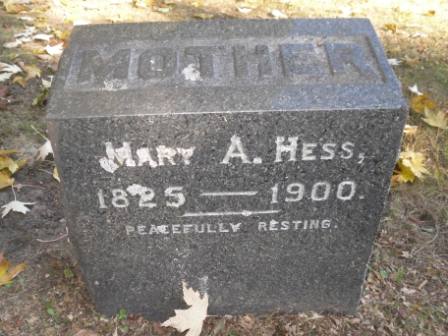 MOTHER
MARY A. HESS,
1825 — 1900.
PEACEFULLY RESTING.